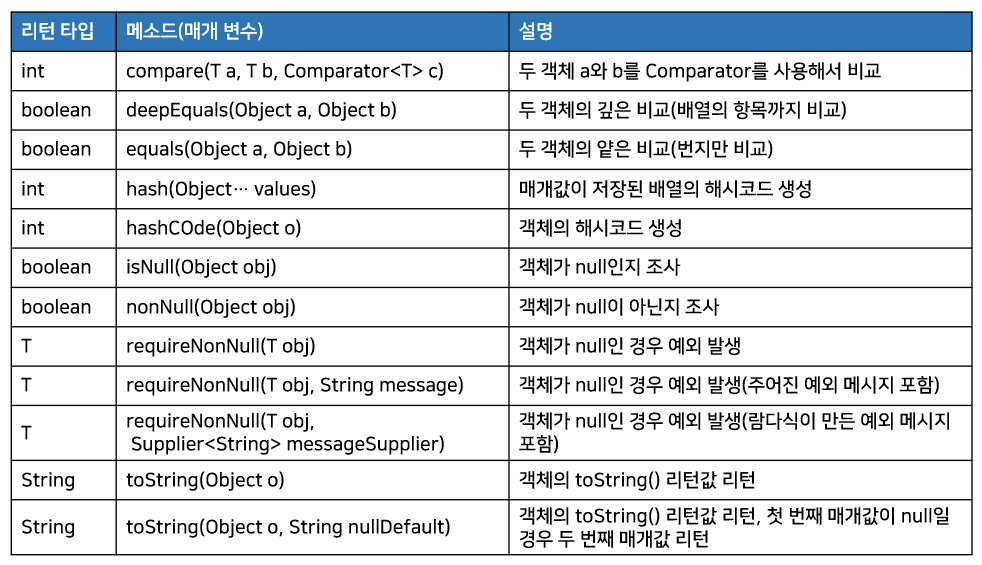 리턴 타입 메소드(매개 변수) 설명
int compare(T a, T b, Comparator<T> c) 두 객체 a와 b를 Comparator를 사용해서 비교
boolean deepEquals(Object a, Object b) 두 객체의 깊은 비교(배열의 항목까지 비교)
boolean equals(Object a, Object b) 두 객체의 얕은 비교(번지만 비교)
int hash(Object… values) 매개값이 저장된 배열의 해시코드 생성
int hashCOde(Object o) 객체의 해시코드 생성
boolean isNull(Object obj) 객체가 null인지 조사
boolean nonNull(Object obj) 객체가 null이 아닌지 조사
T requireNonNull(T obj) 객체가 null인 경우 예외 발생
T requireNonNull(T obj, String message) 객체가 null인 경우 예외 발생(주어진 예외 메시지 포함)
T requireNonNull(T obj,
Supplier<String> messageSupplier)
객체가 null인 경우 예외 발생(람다식이 만든 예외 메시지
포함)
String toString(Object o) 객체의 toString() 리턴값 리턴
String toString(Object o, String nullDefault) 객체의 toString() 리턴값 리턴, 첫 번째 매개값이 null일
경우 두 번째 매개값 리턴